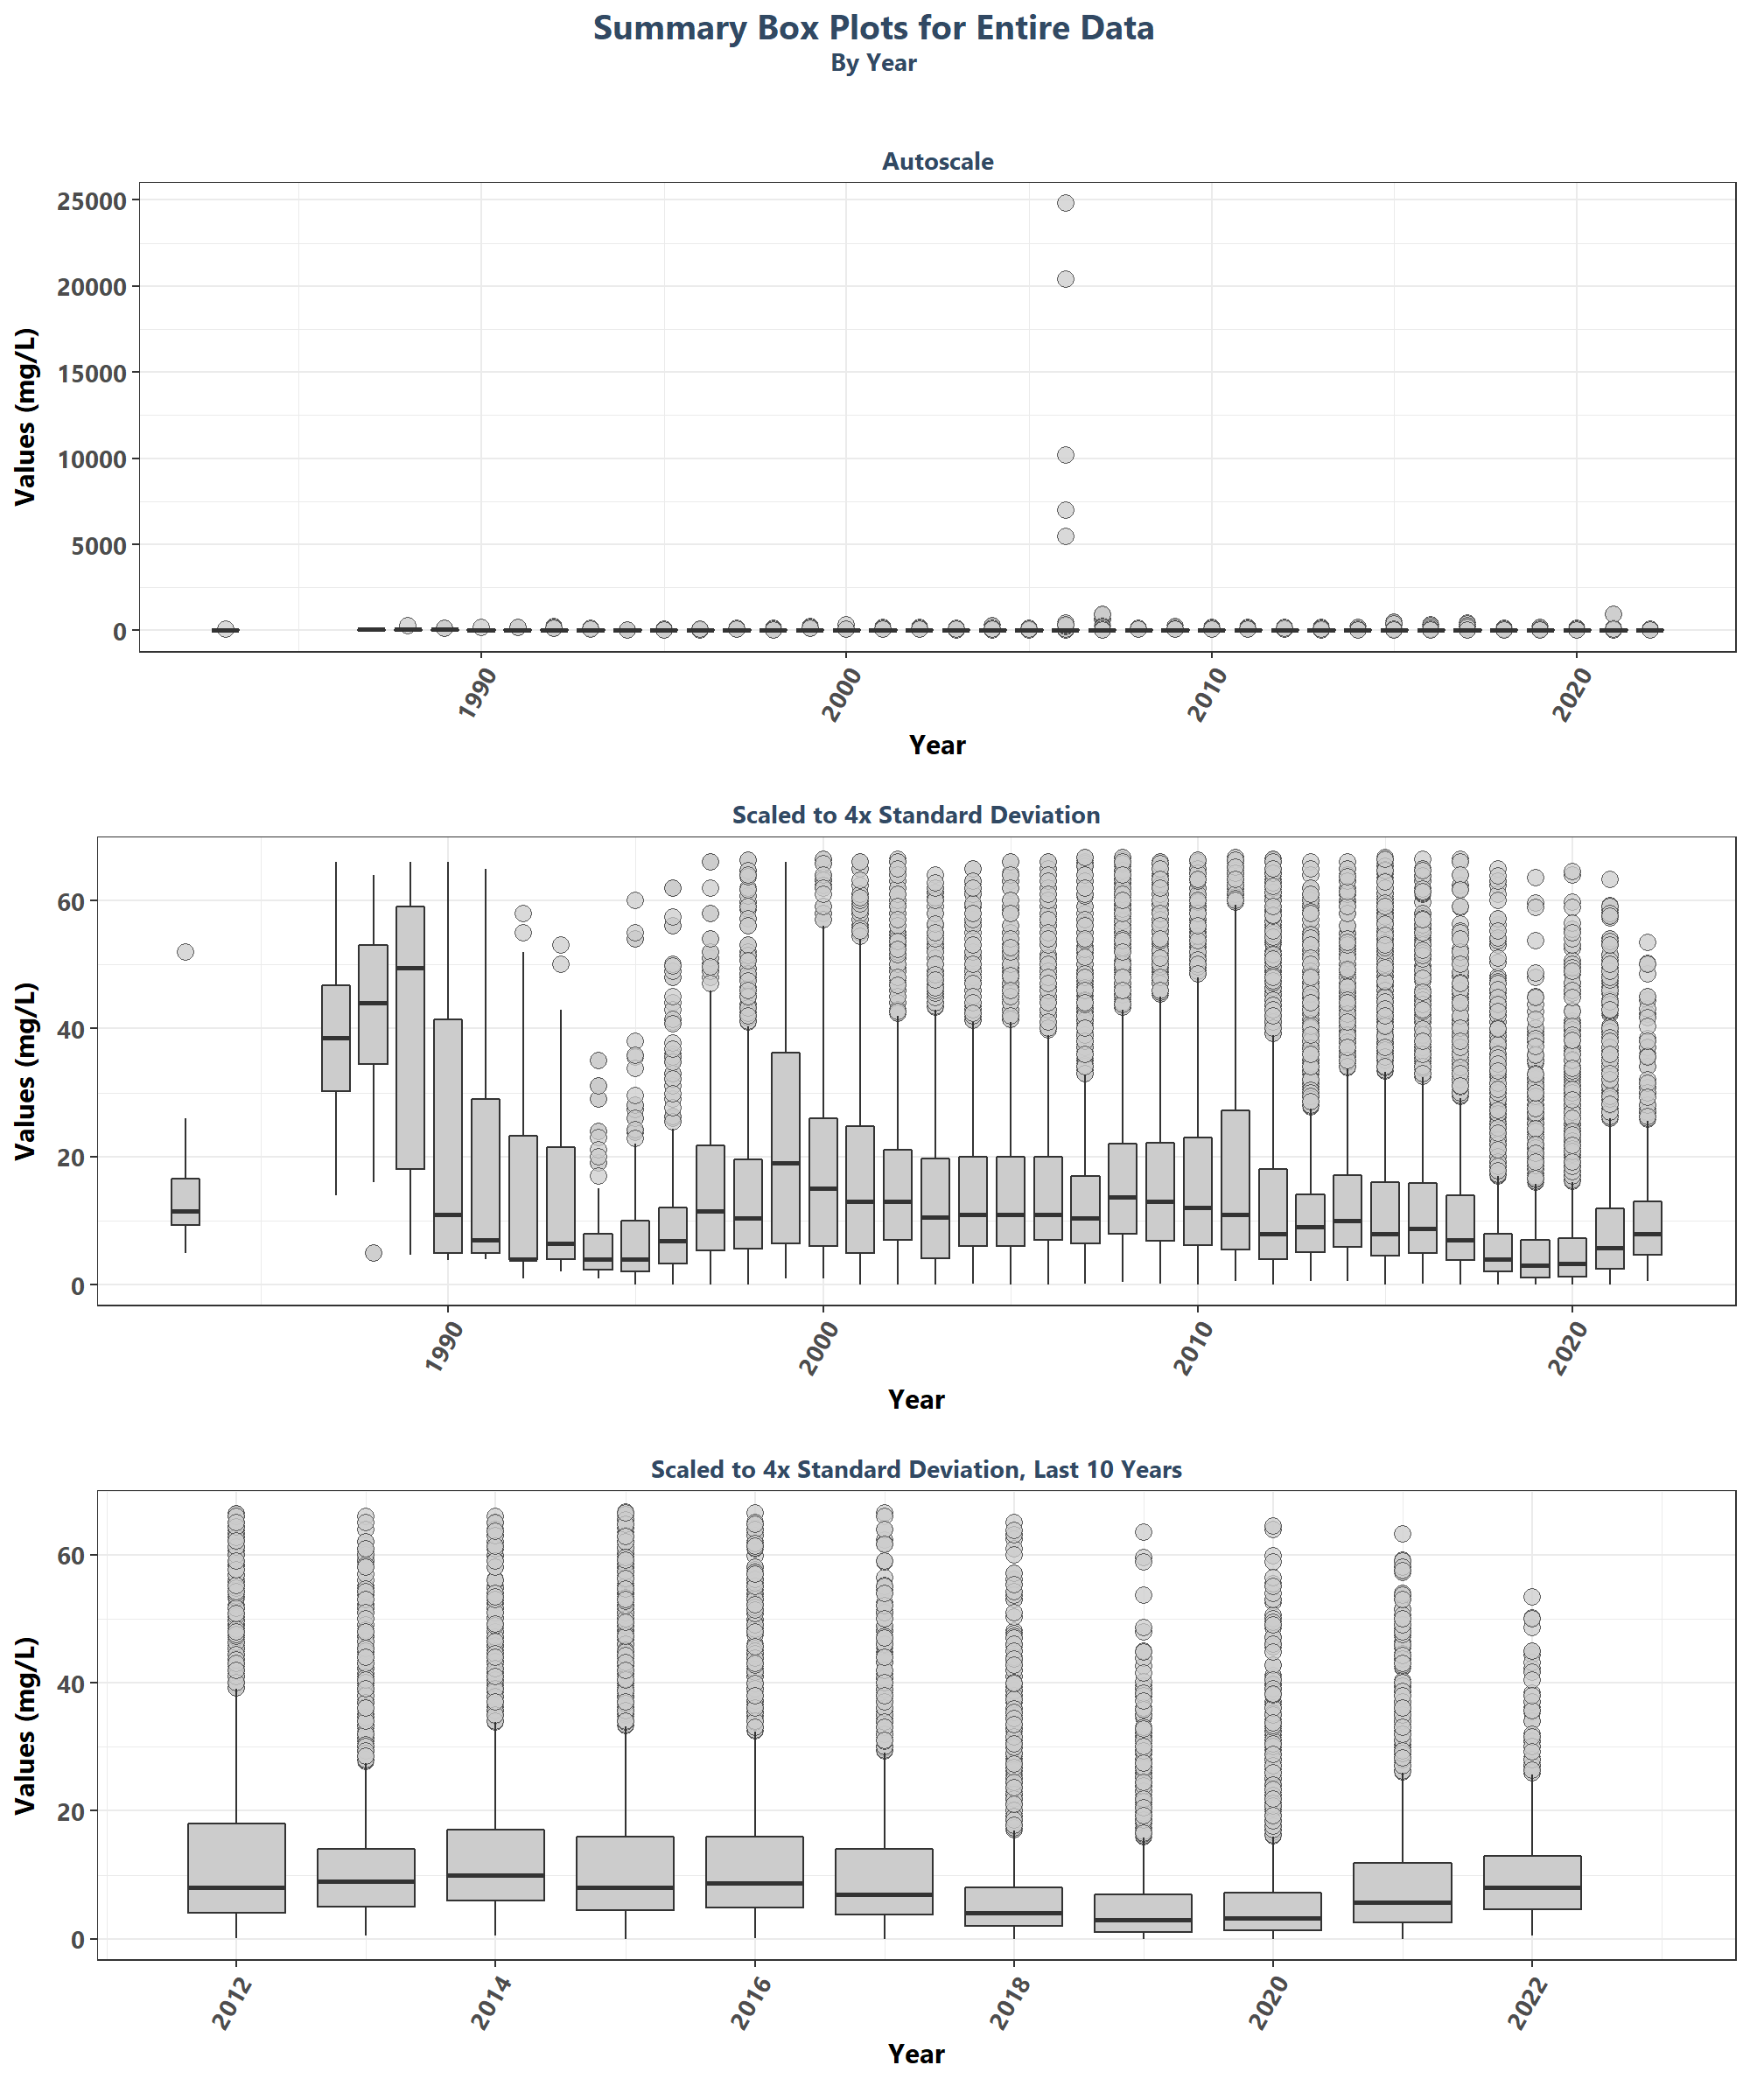 Summary Box Plots for Entire Data
By Year
Autoscale
25000
20000
15000
10000
5000
0
Values (mg/L)
1990
2000
2010
2020
Year
Scaled to 4x Standard Deviation
60
40
20
0
Values (mg/L)
1990
2000
2010
2020
Year
Scaled to 4x Standard Deviation, Last 10 Years
60
40
20
0
Values (mg/L)
2012
2014
2016
2018
2020
2022
Year